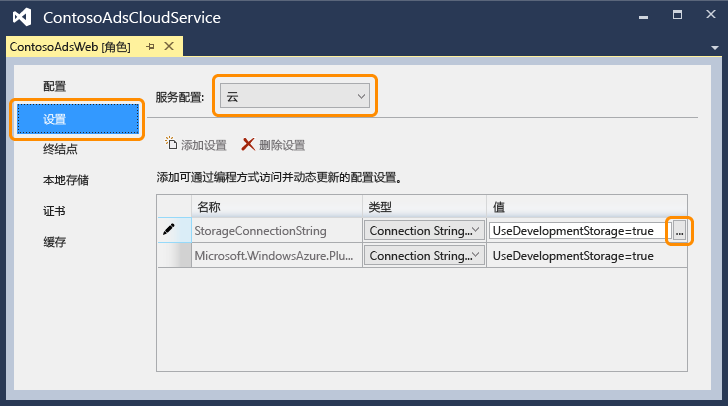 ContosoAdsCloudService
ContosoAdsWeb [角色]
配置
设置
终结点
本地存储
证书
缓存
服务配置: 云
添加设置 删除设置
添加可通过编程方式访问并动态更新的配置设置。
名称 类型 值
StorageConnectionString Connection String... UseDevelopmentStorage=true ...
Microsoft.WindowsAzure.Plu... Connection String... UseDevelopmentStorage=true